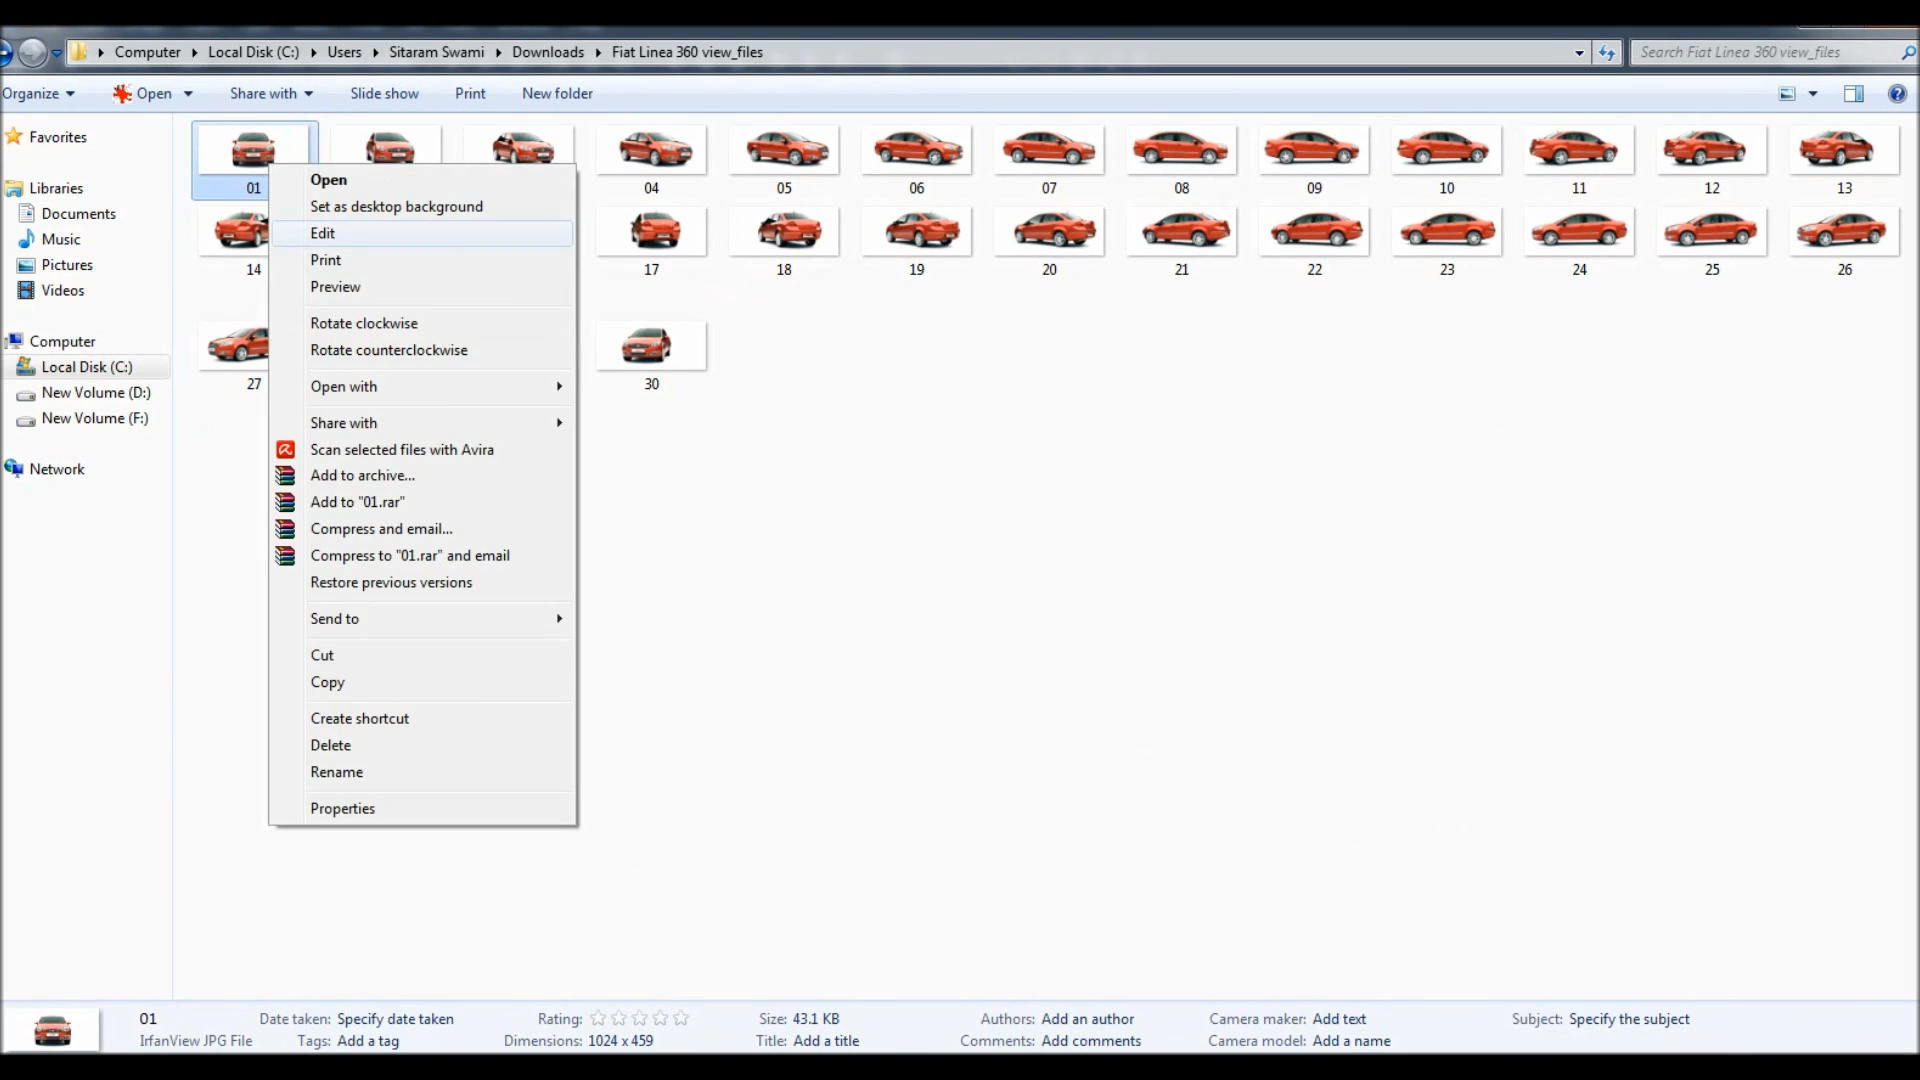 Computer Local Disk (C:) Users Sitaram Swami Downloads Fiat Linea 360 view_files Search Fiat Linea 360 view_files
Organize Open Share with Slide show Print New folder
Favorites
Libraries
Documents
Music
Pictures
Videos
Computer
Local Disk (C:)
New Volume (D:)
New Volume (F:)
Network
01 04 05 06 07 08 09 10 11 12 13
14 17 18 19 20 21 22 23 24 25 26
27 30
Open
Set as desktop background
Edit
Print
Preview
Rotate clockwise
Rotate counterclockwise
Open with
Share with
Scan selected files with Avira
Add to archive...
Add to "01.rar"
Compress and email...
Compress to "01.rar" and email
Restore previous versions
Send to
Cut
Copy
Create shortcut
Delete
Rename
Properties
01 Date taken: Specify date taken Rating: Size: 43.1 KB Authors: Add an author Camera maker: Add text Subject: Specify the subject
IrfanView JPG File Tags: Add a tag Dimensions: 1024 x 459 Title: Add a title Comments: Add comments Camera model: Add a name